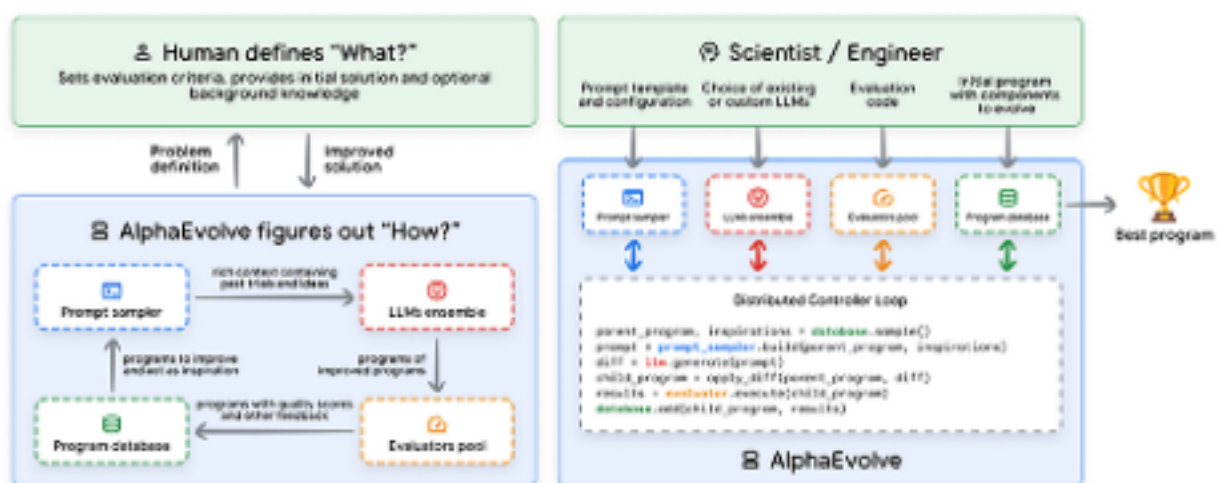 Human defines "What?"
Sets evaluation criteria, provides initial solution and optional
background knowledge
Problem
definition
Improved
solution
AlphaEvolve figures out "How?"
rich context containing
past trials and ideas
Prompt sampler
LLMs ensemble
programs to improve
and act as inspiration
programs of
improved programs
programs with quality scores
and other feedback
Program database
Evaluators pool
Scientist / Engineer
Prompt template
and configuration
Choice of existing
or custom LLMs
Evaluation
code
Initial program
with components
to evolve
Prompt sampler
LLMs ensemble
Evaluators pool
Program database
Best program
Distributed Controller Loop
parent_program, inspirations = database.sample()
prompt = prompt_sampler.build(parent_program, inspirations)
diff = llm.generate(prompt)
child_program = apply_diff(parent_program, diff)
results = evaluator.execute(child_program)
database.add(child_program, results)
AlphaEvolve